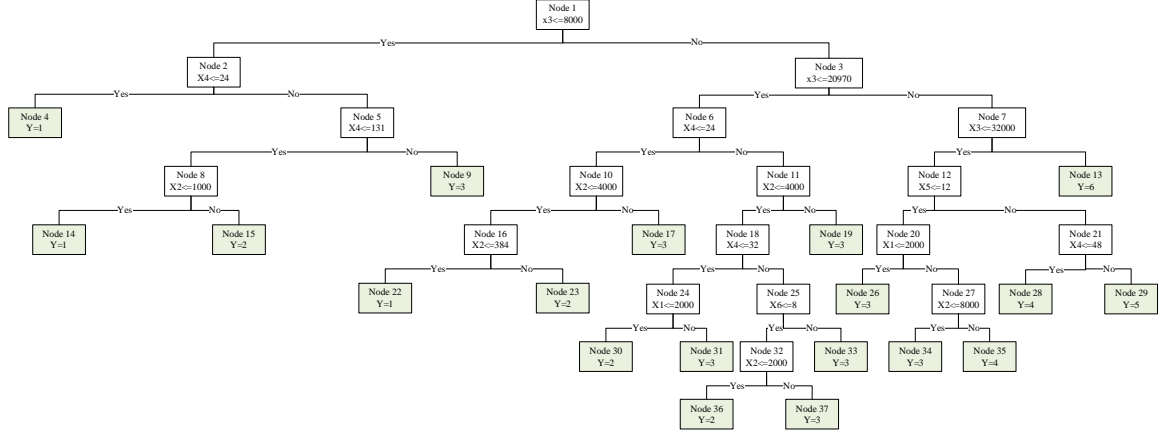 Node 1
x3<=8000
Yes
No
Node 2
X4<=24
Node 3
x3<=20970
Yes
No
Yes
No
Node 4
Y=1
Node 5
X4<=131
Node 6
X4<=24
Node 7
X3<=32000
Yes
No
Yes
No
Yes
No
Node 8
X2<=1000
Node 9
Y=3
Node 10
X2<=4000
Node 11
X2<=4000
Node 12
X5<=12
Node 13
Y=6
Yes
No
Yes
No
Yes
No
Yes
No
Node 14
Y=1
Node 15
Y=2
Node 16
X2<=384
Node 17
Y=3
Node 18
X4<=32
Node 19
Y=3
Node 20
X1<=2000
Node 21
X4<=48
Yes
No
Yes
No
Yes
No
Yes
No
Node 22
Y=1
Node 23
Y=2
Node 24
X1<=2000
Node 25
X6<=8
Node 26
Y=3
Node 27
X2<=8000
Node 28
Y=4
Node 29
Y=5
Yes
No
Yes
No
Yes
No
Node 30
Y=2
Node 31
Y=3
Node 32
X2<=2000
Node 33
Y=3
Node 34
Y=3
Node 35
Y=4
Yes
No
Node 36
Y=2
Node 37
Y=3